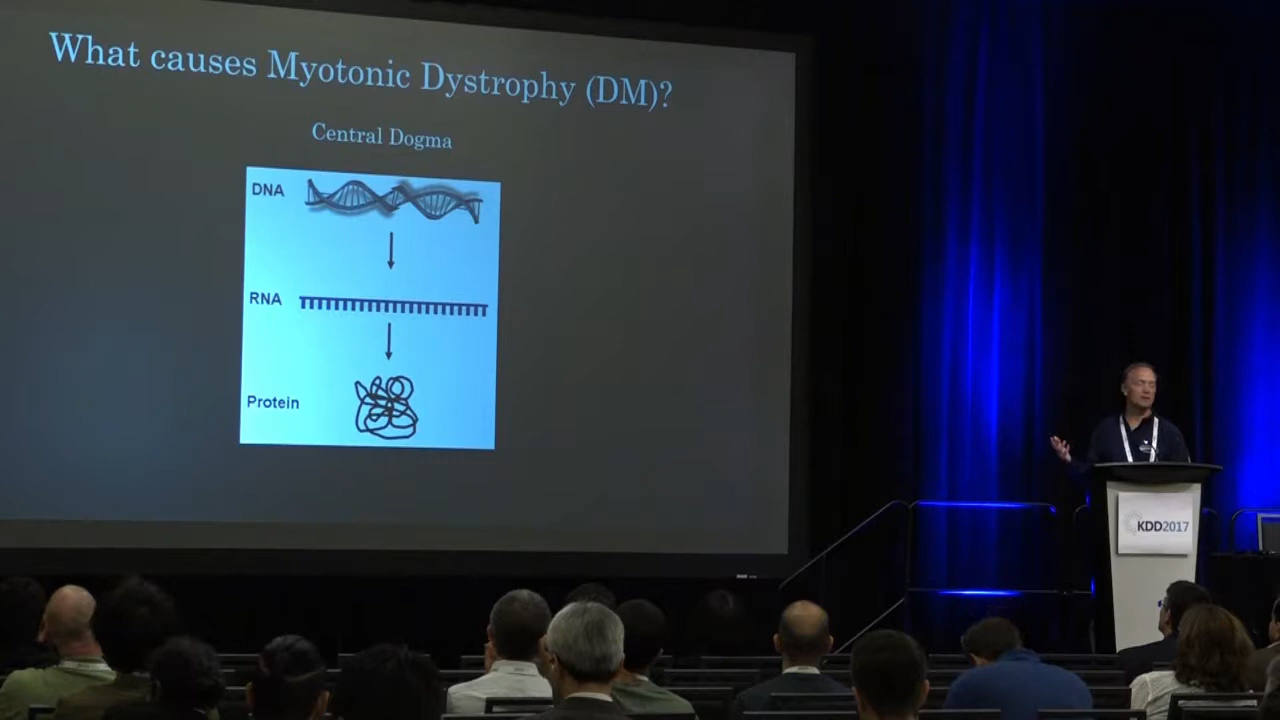 What causes Myotonic Dystrophy (DM)?
Central Dogma
DNA
RNA
Protein
KDD2017